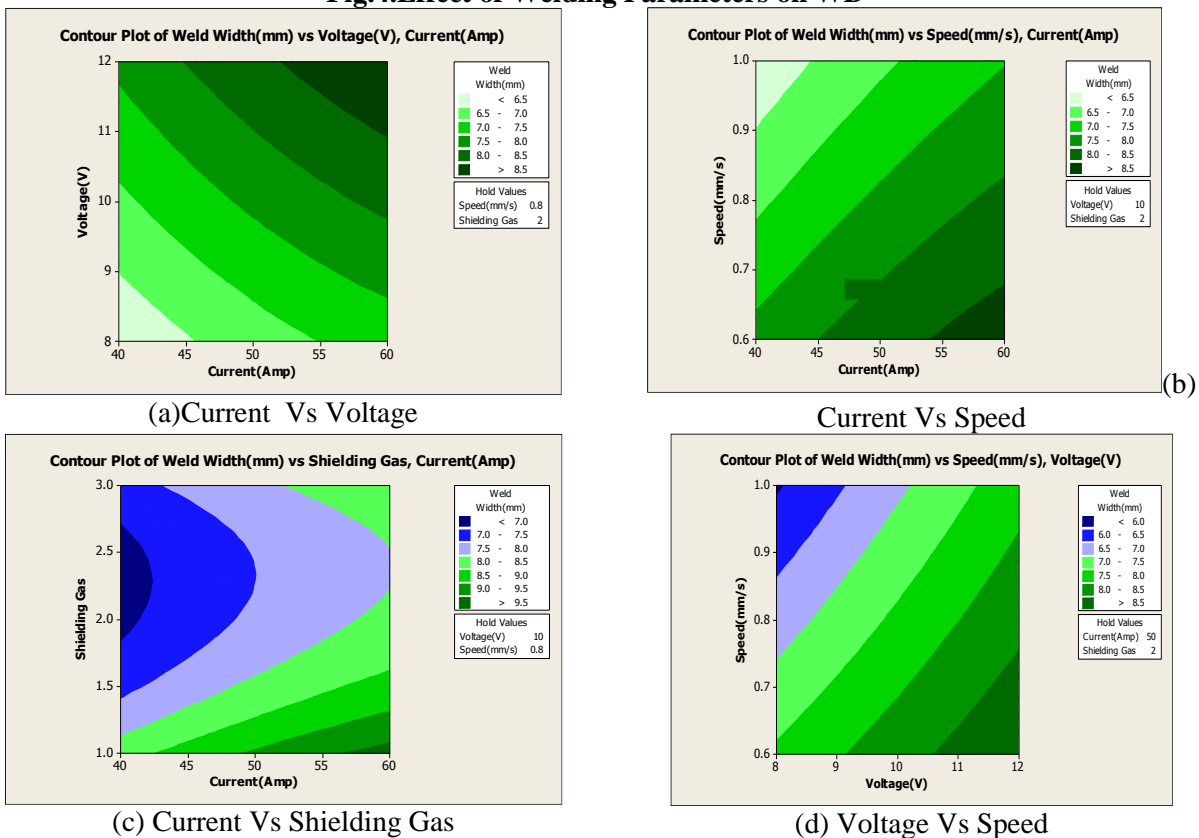 Fig.4.Effect of Welding Parameters on WB
Contour Plot of Weld Width(mm) vs Voltage(V), Current(Amp)
12
11
10
9
8
Voltage(V)
40 45 50 55 60
Current(Amp)
Weld
Width(mm)
< 6.5
6.5 - 7.0
7.0 - 7.5
7.5 - 8.0
8.0 - 8.5
> 8.5
Hold Values
Speed(mm/s) 0.8
Shielding Gas 2
(a)Current Vs Voltage
Contour Plot of Weld Width(mm) vs Speed(mm/s), Current(Amp)
1.0
0.9
0.8
0.7
0.6
Speed(mm/s)
40 45 50 55 60
Current(Amp)
Weld
Width(mm)
< 6.5
6.5 - 7.0
7.0 - 7.5
7.5 - 8.0
8.0 - 8.5
> 8.5
Hold Values
Voltage(V) 10
Shielding Gas 2
(b)
Current Vs Speed
Contour Plot of Weld Width(mm) vs Shielding Gas, Current(Amp)
3.0
2.5
2.0
1.5
1.0
Shielding Gas
40 45 50 55 60
Current(Amp)
Weld
Width(mm)
< 7.0
7.0 - 7.5
7.5 - 8.0
8.0 - 8.5
8.5 - 9.0
9.0 - 9.5
> 9.5
Hold Values
Voltage(V) 10
Speed(mm/s) 0.8
(c) Current Vs Shielding Gas
Contour Plot of Weld Width(mm) vs Speed(mm/s), Voltage(V)
1.0
0.9
0.8
0.7
0.6
Speed(mm/s)
8 9 10 11 12
Voltage(V)
Weld
Width(mm)
< 6.0
6.0 - 6.5
6.5 - 7.0
7.0 - 7.5
7.5 - 8.0
8.0 - 8.5
> 8.5
Hold Values
Current(Amp) 50
Shielding Gas 2
(d) Voltage Vs Speed